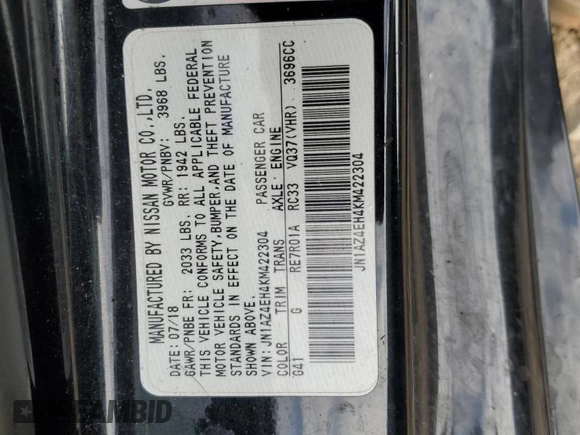 MANUFACTURED BY NISSAN MOTOR CO.,LTD.
DATE: 07/18 GVWR/PNBV: 3968 LBS.
GAWR/PNBE FR: 2033 LBS. RR: 1942 LBS.
THIS VEHICLE CONFORMS TO ALL APPLICABLE FEDERAL
MOTOR VEHICLE SAFETY,BUMPER,AND THEFT PREVENTION
STANDARDS IN EFFECT ON THE DATE OF MANUFACTURE
SHOWN ABOVE.
VIN: JN1AZ4EH4KM422304 PASSENGER CAR
COLOR TRIM TRANS AXLE ENGINE
G41 G RE7R01A RC33 VQ37(VHR) 3696CC
JN1AZ4EH4KM422304
DREAMBID